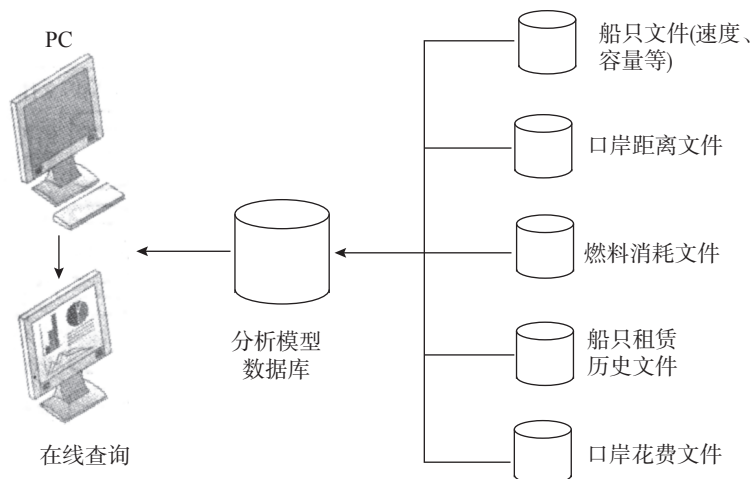 PC
在线查询
分析模型
数据库
船只文件(速度、
容量等)
口岸距离文件
燃料消耗文件
船只租赁
历史文件
口岸花费文件